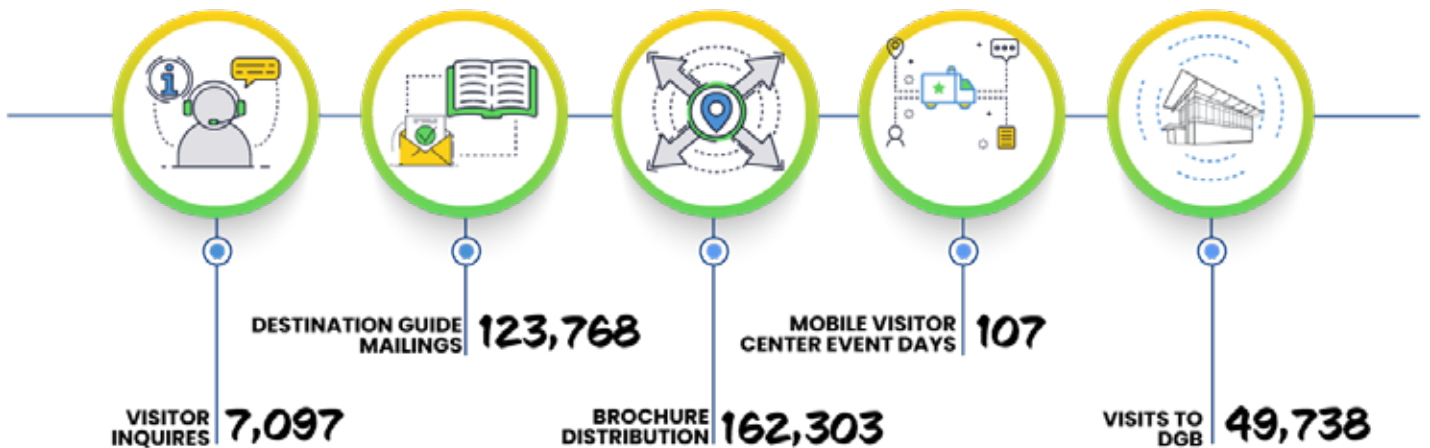 DESTINATION GUIDE
MAILINGS
123,768
MOBILE VISITOR
CENTER EVENT DAYS
107
VISITOR
INQUIRES
7,097
BROCHURE
DISTRIBUTION
162,303
VISITS TO
DGB
49,738